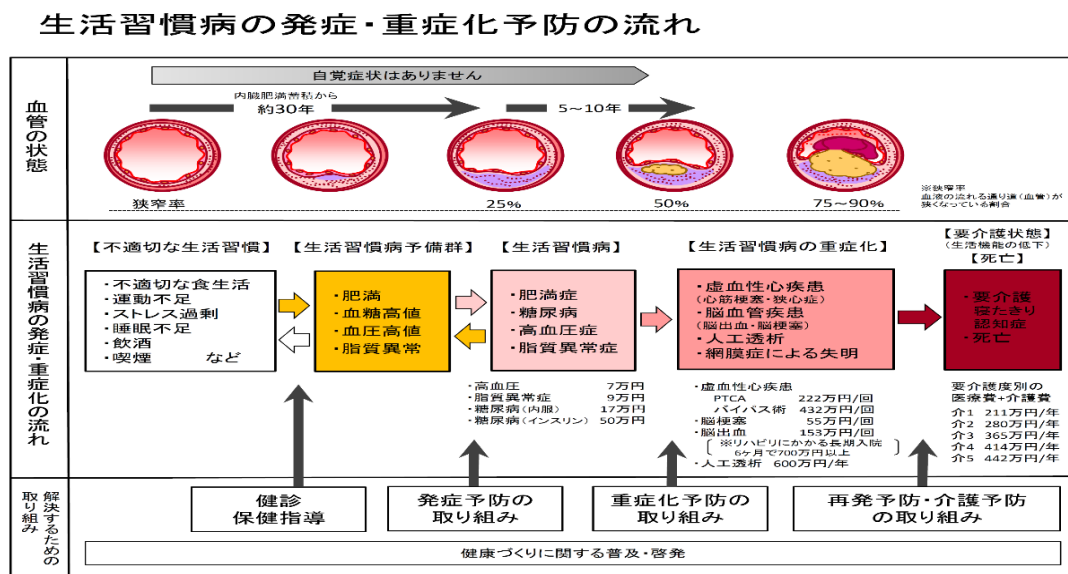 生活習慣病の発症・重症化予防の流れ
血管の状態
自覚症状はありません
内臓肥満蓄積から
約30年
5～10年
狭窄率
25%
50%
75～90%
※狭窄率
血液の流れる通り道(血管)が
狭くなっている割合
生活習慣病の発症・重症化の流れ
【不適切な生活習慣】
・不適切な食生活
・運動不足
・ストレス過剰
・睡眠不足
・飲酒
・喫煙 など
【生活習慣病予備群】
・肥満
・血糖高値
・血圧高値
・脂質異常
【生活習慣病】
・肥満症
・糖尿病
・高血圧症
・脂質異常症
・高血圧 7万円
・脂質異常症 9万円
・糖尿病(内服) 17万円
・糖尿病(インスリン) 50万円
【生活習慣病の重症化】
・虚血性心疾患
(心筋梗塞・狭心症)
・脳血管疾患
(脳出血・脳梗塞)
・人工透析
・網膜症による失明
・虚血性心疾患
PTCA 222万円/回
バイパス術 432万円/回
・脳梗塞 55万円/回
・脳出血 153万円/回
※リハビリにかかる長期入院
6ヶ月で700万円以上
・人工透析 600万円/年
【要介護状態】
(生活機能の低下)
【死亡】
・要介護
寝たきり
認知症
・死亡
要介護度別の
医療費+介護費
介1 211万円/年
介2 280万円/年
介3 365万円/年
介4 414万円/年
介5 442万円/年
解決するための
取り組み
健診
保健指導
発症予防の
取り組み
重症化予防の
取り組み
再発予防・介護予防
の取り組み
健康づくりに関する普及・啓発